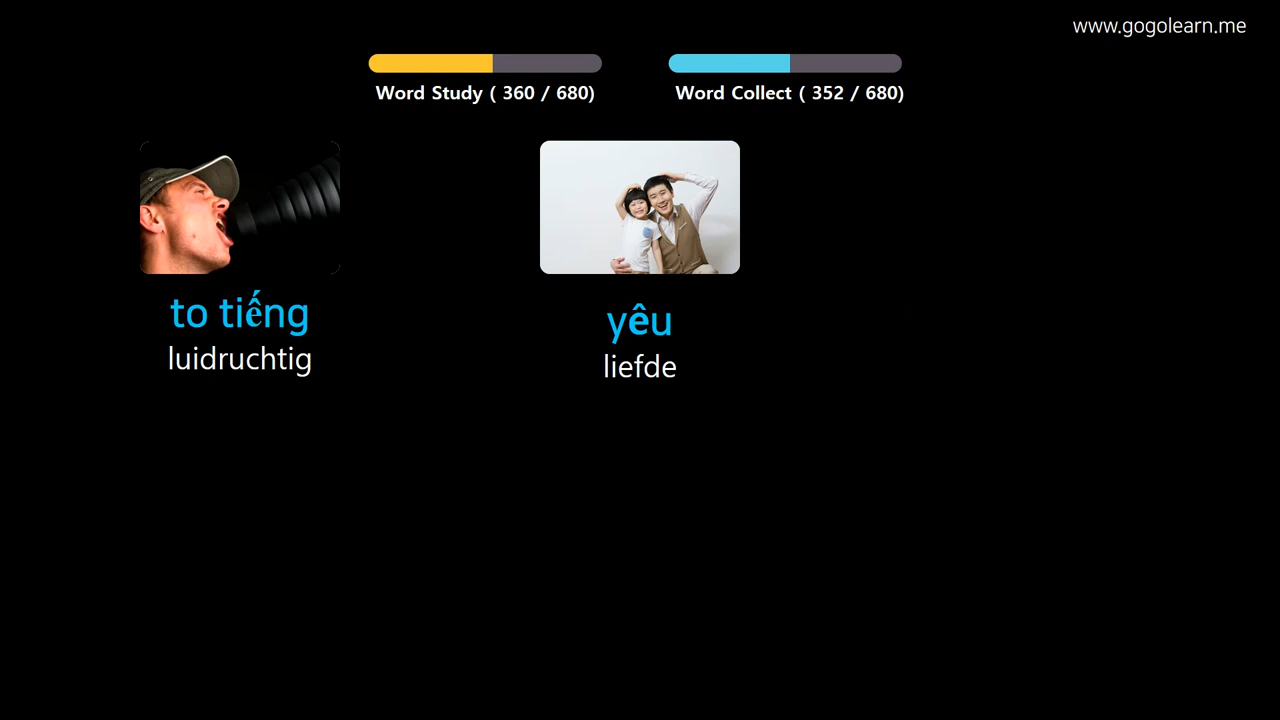 www.gogolearn.me
Word Study ( 360 / 680)
Word Collect ( 352 / 680)
to tiếng
luidruchtig
yêu
liefde